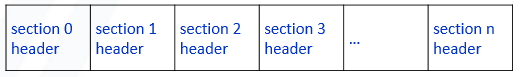 section 0 header
section 1 header
section 2 header
section 3 header
...
section n header